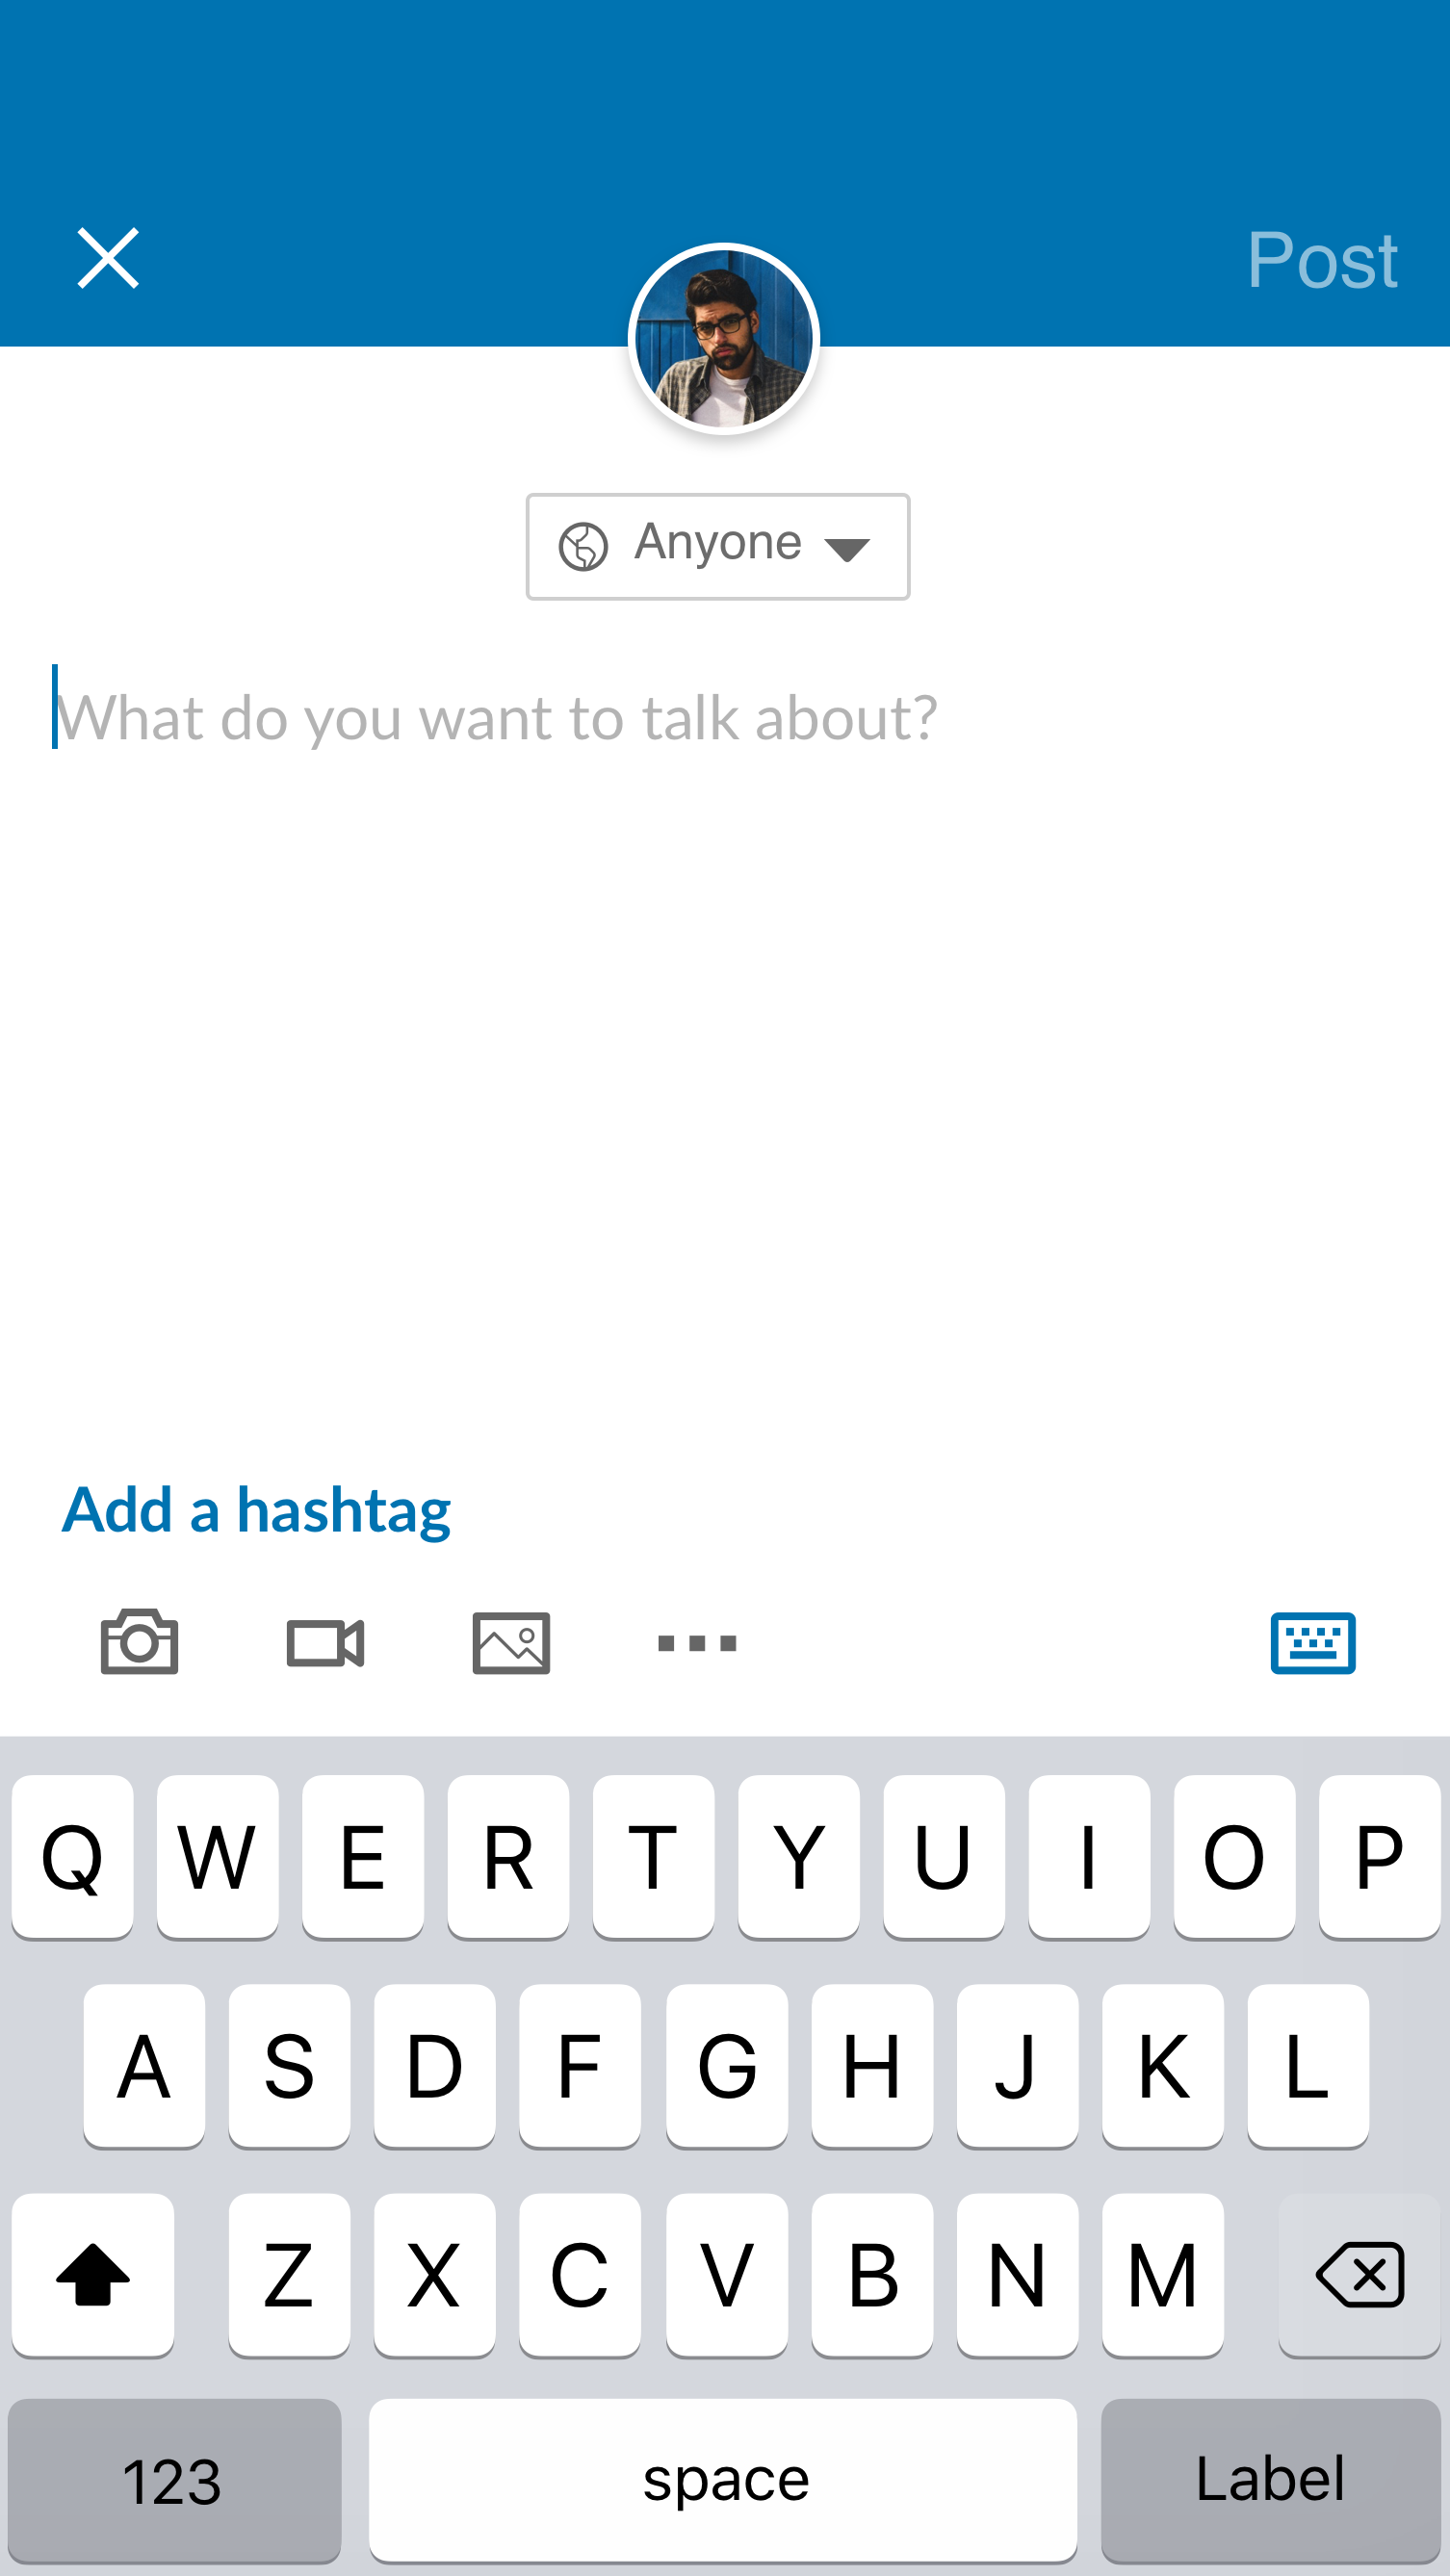 Post
Anyone
What do you want to talk about?
Add a hashtag
Q W E R T Y U I O P
A S D F G H J K L
Z X C V B N M
123 space Label